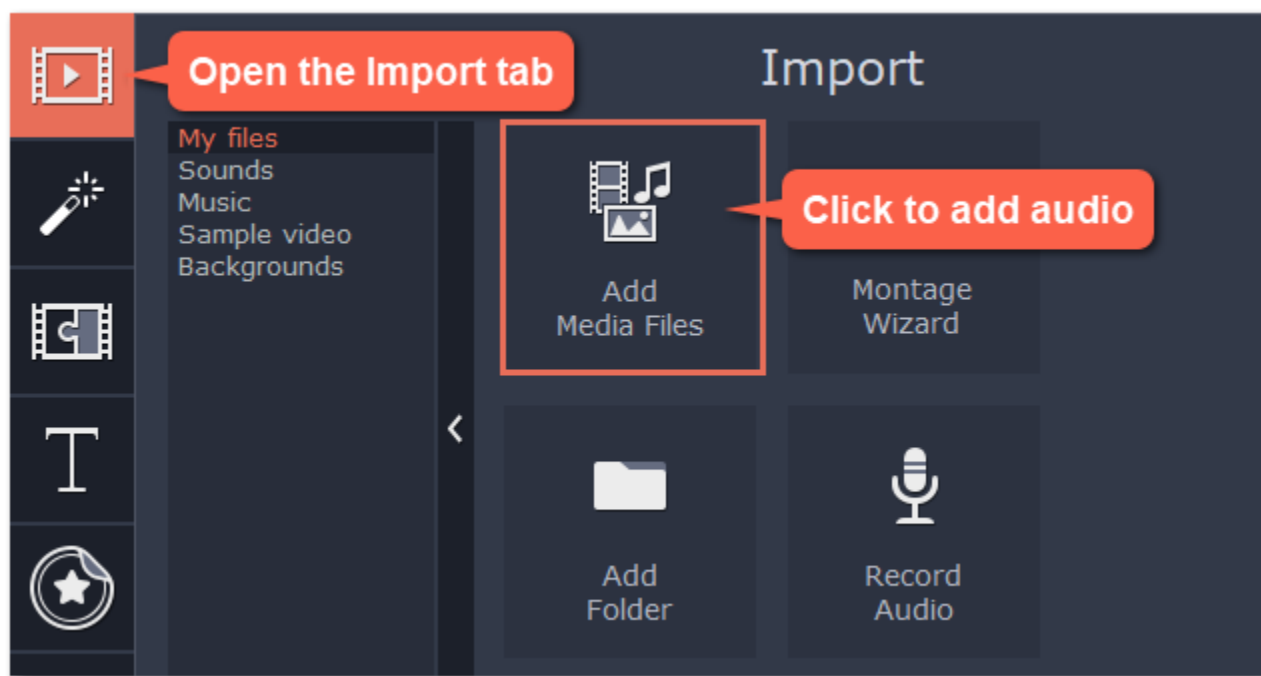 Open the Import tab
Import
My files
Sounds
Music
Sample video
Backgrounds
Click to add audio
Add
Media Files
Montage
Wizard
Add
Folder
Record
Audio
T